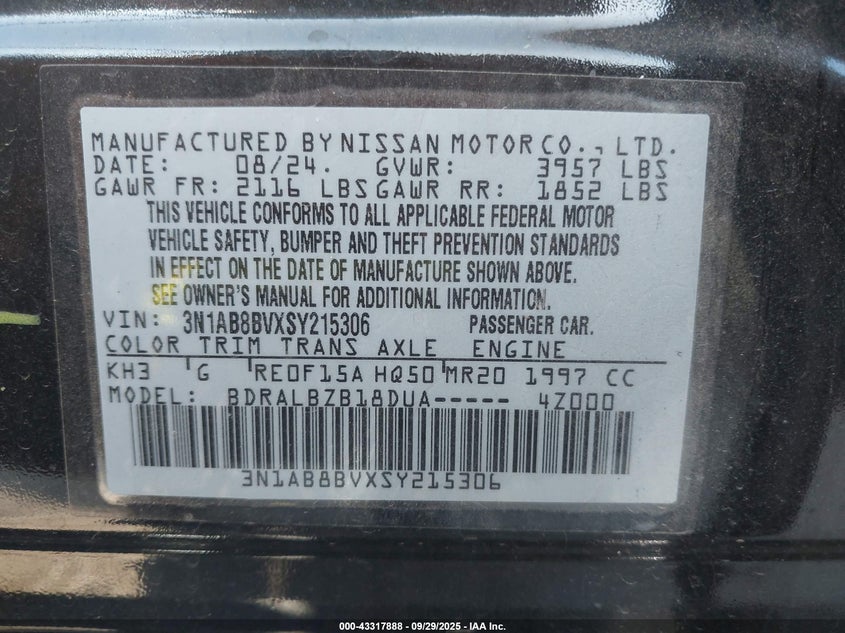 MANUFACTURED BY NISSAN MOTOR CO., LTD.
DATE: 08/24. GVWR: 3957 LBS
GAWR FR: 2116 LBS GAWR RR: 1852 LBS
THIS VEHICLE CONFORMS TO ALL APPLICABLE FEDERAL MOTOR
VEHICLE SAFETY, BUMPER AND THEFT PREVENTION STANDARDS
IN EFFECT ON THE DATE OF MANUFACTURE SHOWN ABOVE.
SEE OWNER'S MANUAL FOR ADDITIONAL INFORMATION.
VIN: 3N1AB8BVXSY215306 PASSENGER CAR.
COLOR TRIM TRANS AXLE ENGINE
KH3 G RE0F15A HQ50 MR20 1997 CC
MODEL: BDRALBZB18DUA----- 4Z000
3N1AB8BVXSY215306
000-43317888 - 09/29/2025 - IAA Inc.